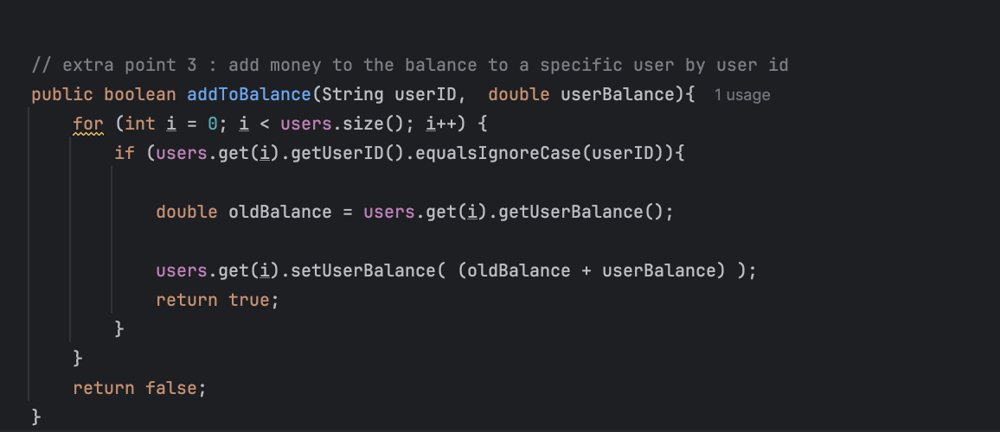 // extra point 3 : add money to the balance to a specific user by user id
public boolean addToBalance(String userID,  double userBalance){  1 usage
    for (int i = 0; i < users.size(); i++) {
        if (users.get(i).getUserID().equalsIgnoreCase(userID)){
            double oldBalance = users.get(i).getUserBalance();
            users.get(i).setUserBalance( (oldBalance + userBalance) );
            return true;
        }
    }
    return false;
}